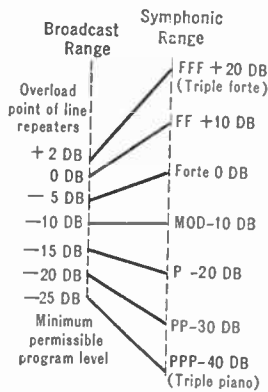 Broadcast
Range
Symphonic
Range
Overload
point of line
repeaters
+2 DB
0 DB
—5 DB
—10 DB
—15 DB
—20 DB
—25 DB
Minimum
permissible
program level
FFF +20 DB
(Triple forte)
FF +10 DB
Forte 0 DB
MOD-10 DB
P -20 DB
PP-30 DB
PPP-40 DB
(Triple piano)